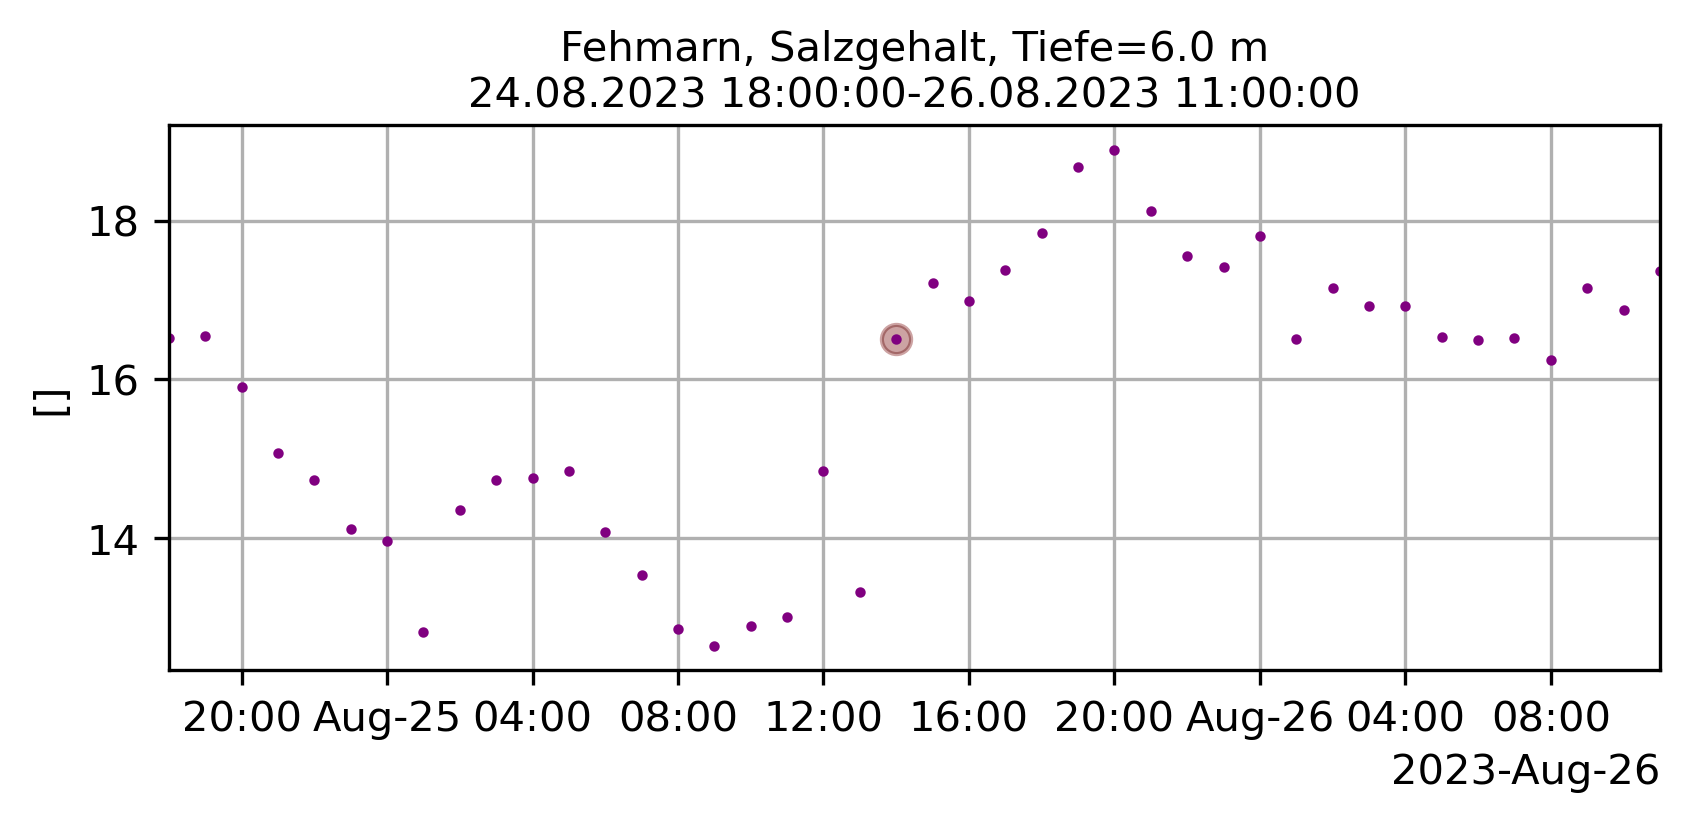 Fehmarn, Salzgehalt, Tiefe=6.0 m
24.08.2023 18:00:00-26.08.2023 11:00:00
18
16
14
[]
20:00 Aug-25 04:00 08:00 12:00 16:00 20:00 Aug-26 04:00 08:00
2023-Aug-26